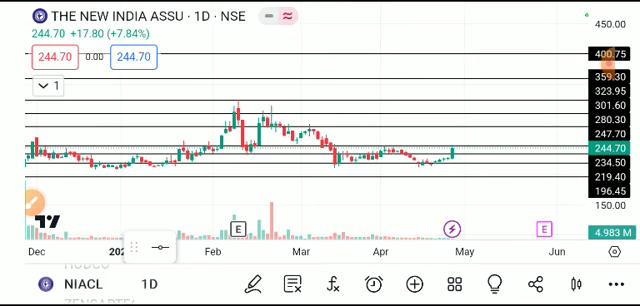 THE NEW INDIA ASSU · 1D · NSE
244.70 +17.80 (+7.84%)
244.70 0.00 244.70
1
450.00
400.75
359.30
323.95
301.60
280.30
247.70
244.70
234.50
219.40
196.45
150.00
4.983 M
E
E
Dec Feb Mar Apr May Jun
HUDCO
NIACL 1D